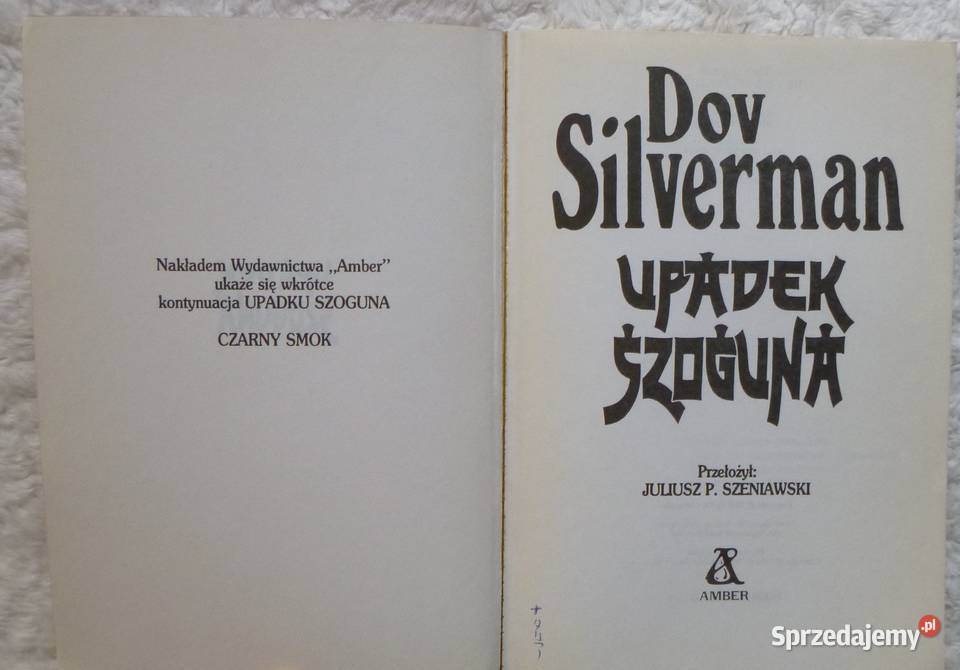 Nakładem Wydawnictwa ,,Amber”
ukaże się wkrótce
kontynuacja UPADKU SZOGUNA
CZARNY SMOK
Dov
Silverman
UPADEK
SZOGUNA
Przełożył:
JULIUSZ P. SZENIAWSKI
AMBER
Sprzedajemy.pl